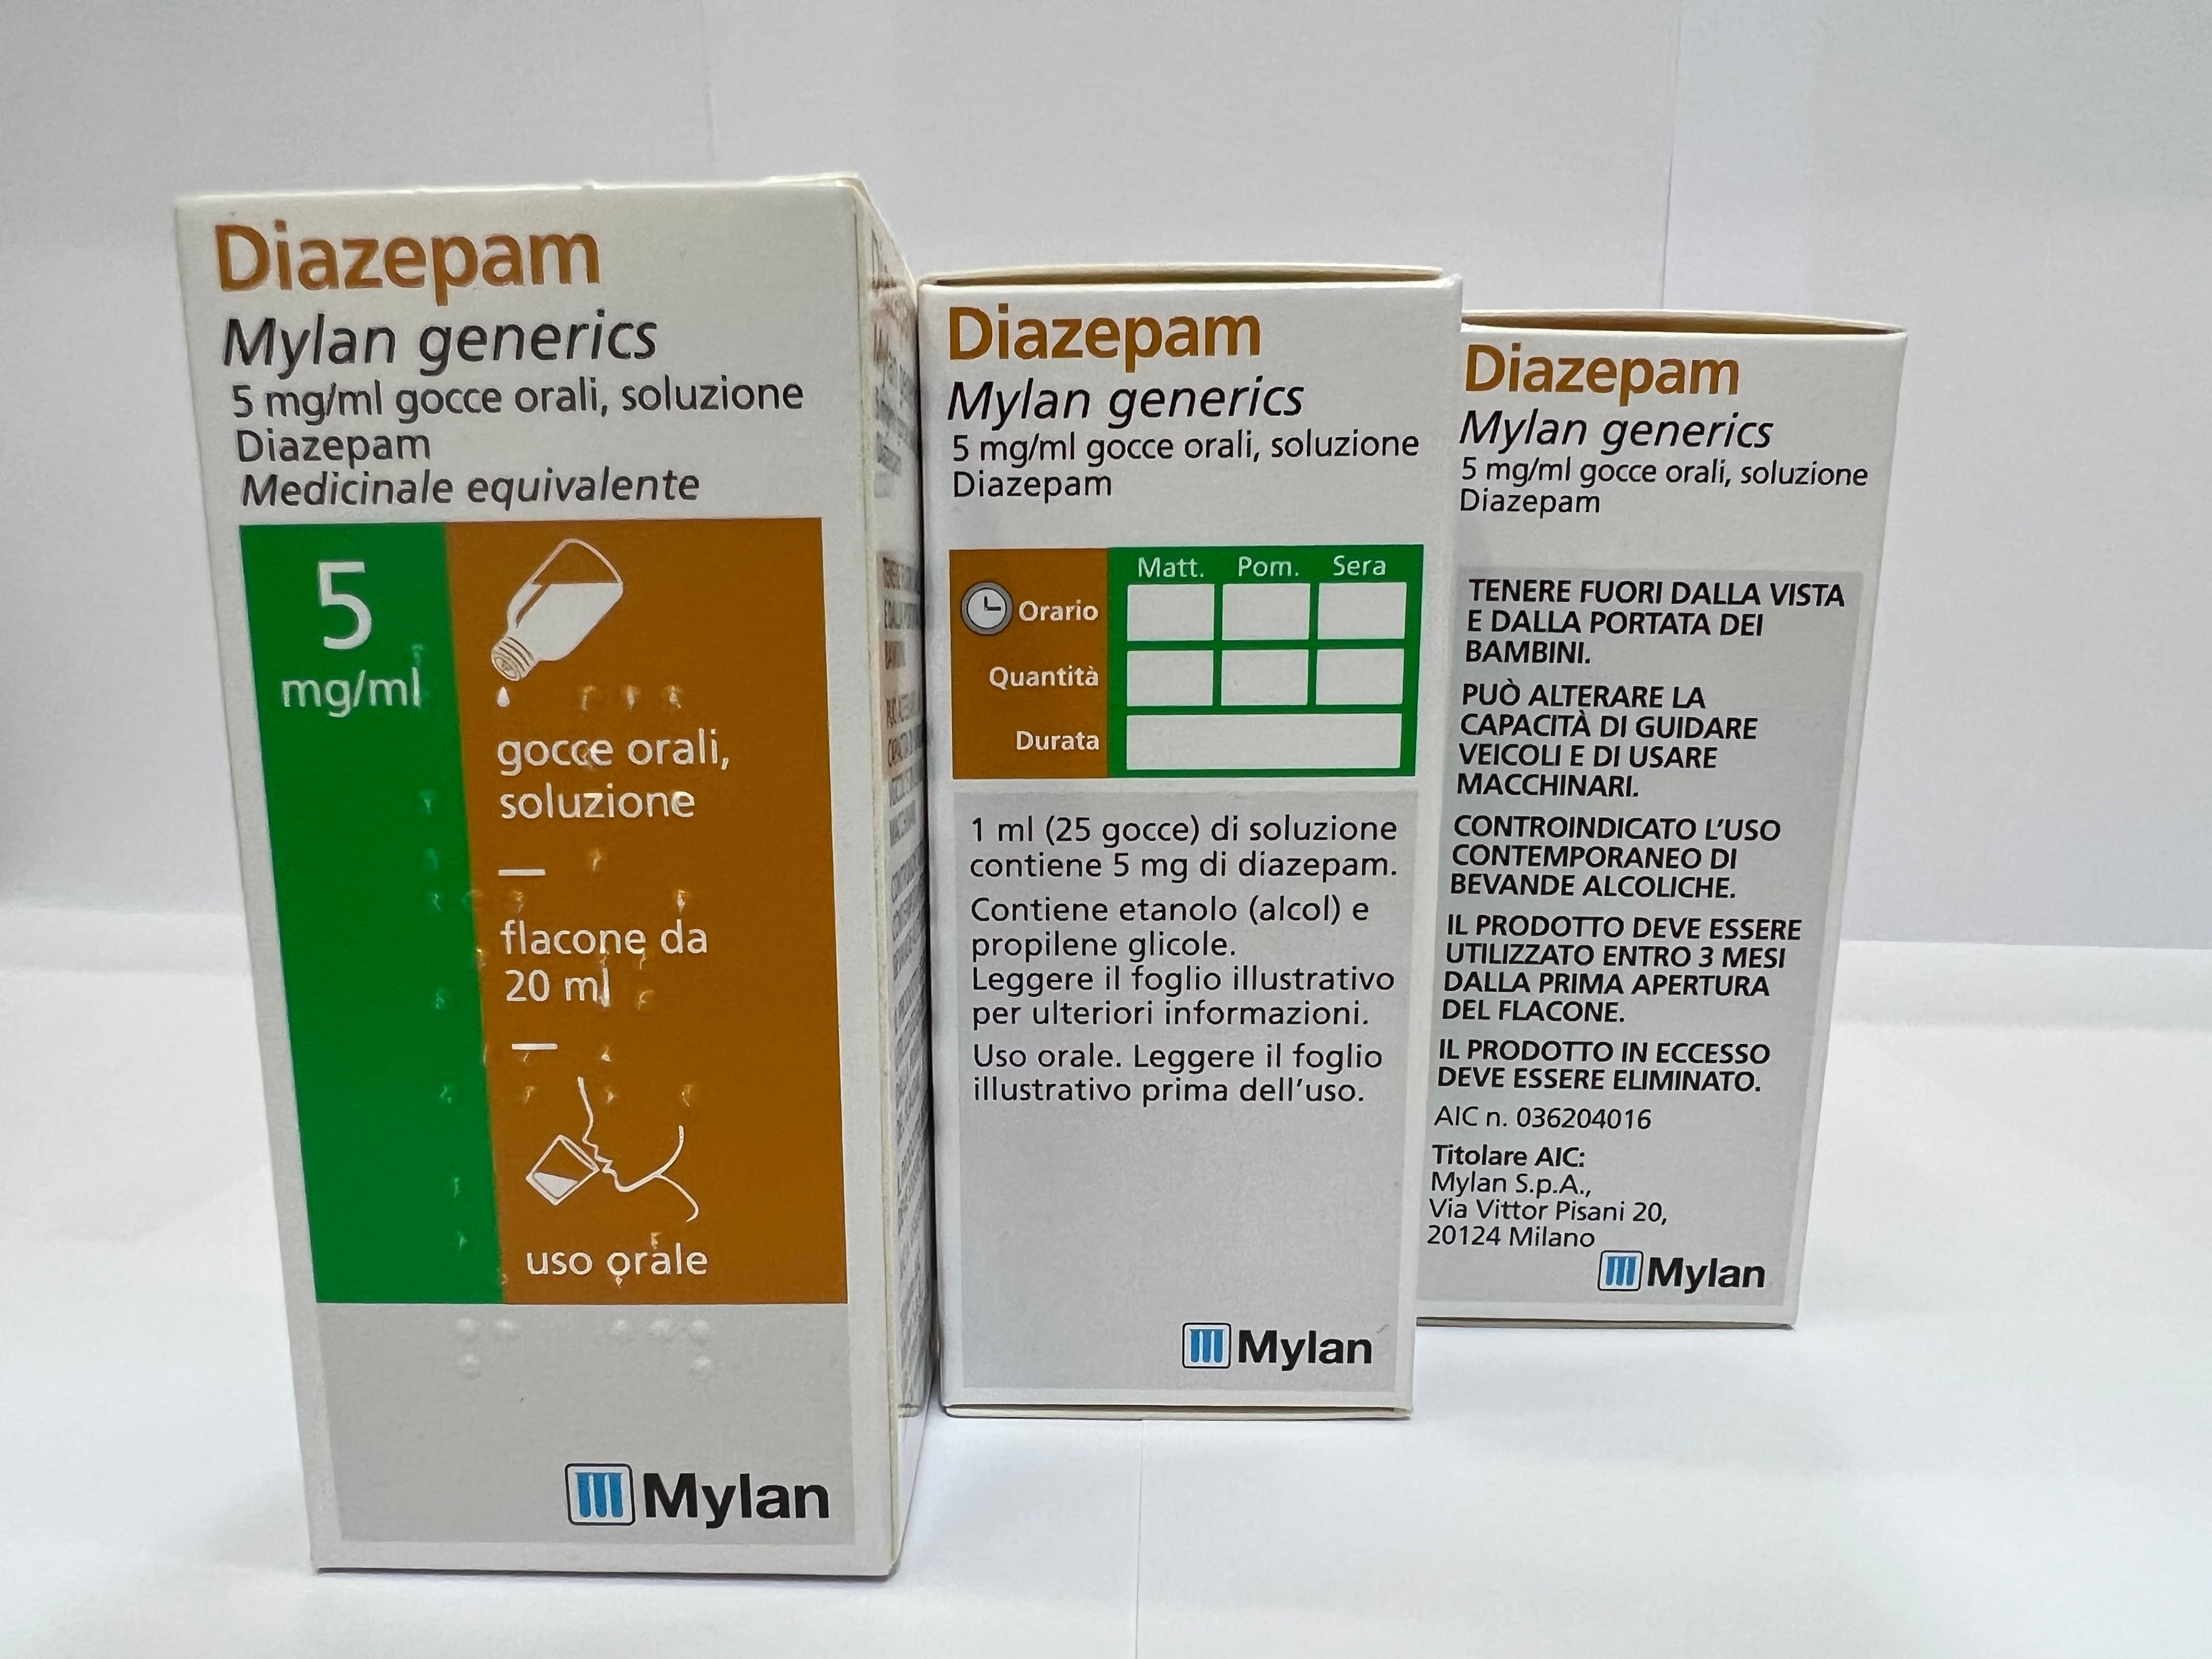 Diazepam
Mylan generics
5 mg/ml gocce orali, soluzione
Diazepam
Medicinale equivalente
5
mg/ml
gocce orali,
soluzione
flacone da
20 ml
uso orale
Mylan
Diazepam
Mylan generics
5 mg/ml gocce orali, soluzione
Diazepam
Matt. Pom. Sera
Orario
Quantità
Durata
1 ml (25 gocce) di soluzione
contiene 5 mg di diazepam.
Contiene etanolo (alcol) e
propilene glicole.
Leggere il foglio illustrativo
per ulteriori informazioni.
Uso orale. Leggere il foglio
illustrativo prima dell'uso.
Mylan
Diazepam
Mylan generics
5 mg/ml gocce orali, soluzione
Diazepam
TENERE FUORI DALLA VISTA
E DALLA PORTATA DEI
BAMBINI.
PUÒ ALTERARE LA
CAPACITÀ DI GUIDARE
VEICOLI E DI USARE
MACCHINARI.
CONTROINDICATO L'USO
CONTEMPORANEO DI
BEVANDE ALCOLICHE.
IL PRODOTTO DEVE ESSERE
UTILIZZATO ENTRO 3 MESI
DALLA PRIMA APERTURA
DEL FLACONE.
IL PRODOTTO IN ECCESSO
DEVE ESSERE ELIMINATO.
AIC n. 036204016
Titolare AIC:
Mylan S.p.A.,
Via Vittor Pisani 20,
20124 Milano
Mylan